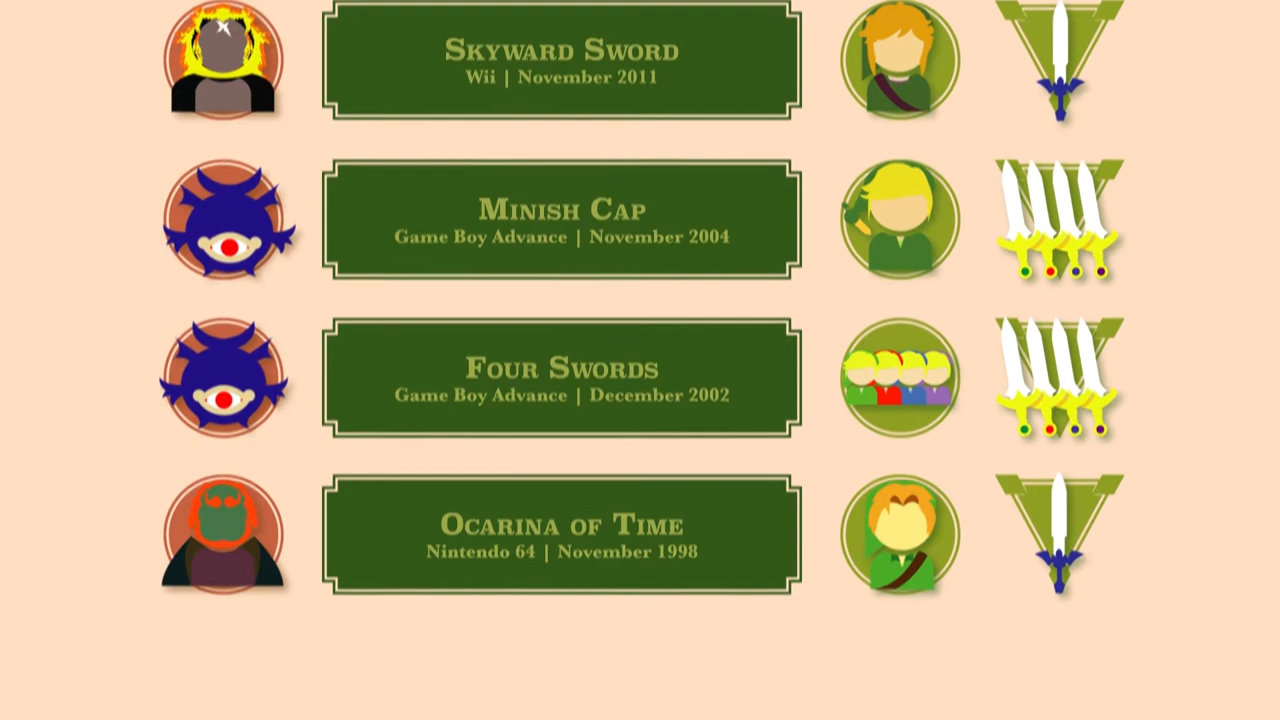 Skyward Sword
Wii | November 2011
Minish Cap
Game Boy Advance | November 2004
Four Swords
Game Boy Advance | December 2002
Ocarina of Time
Nintendo 64 | November 1998